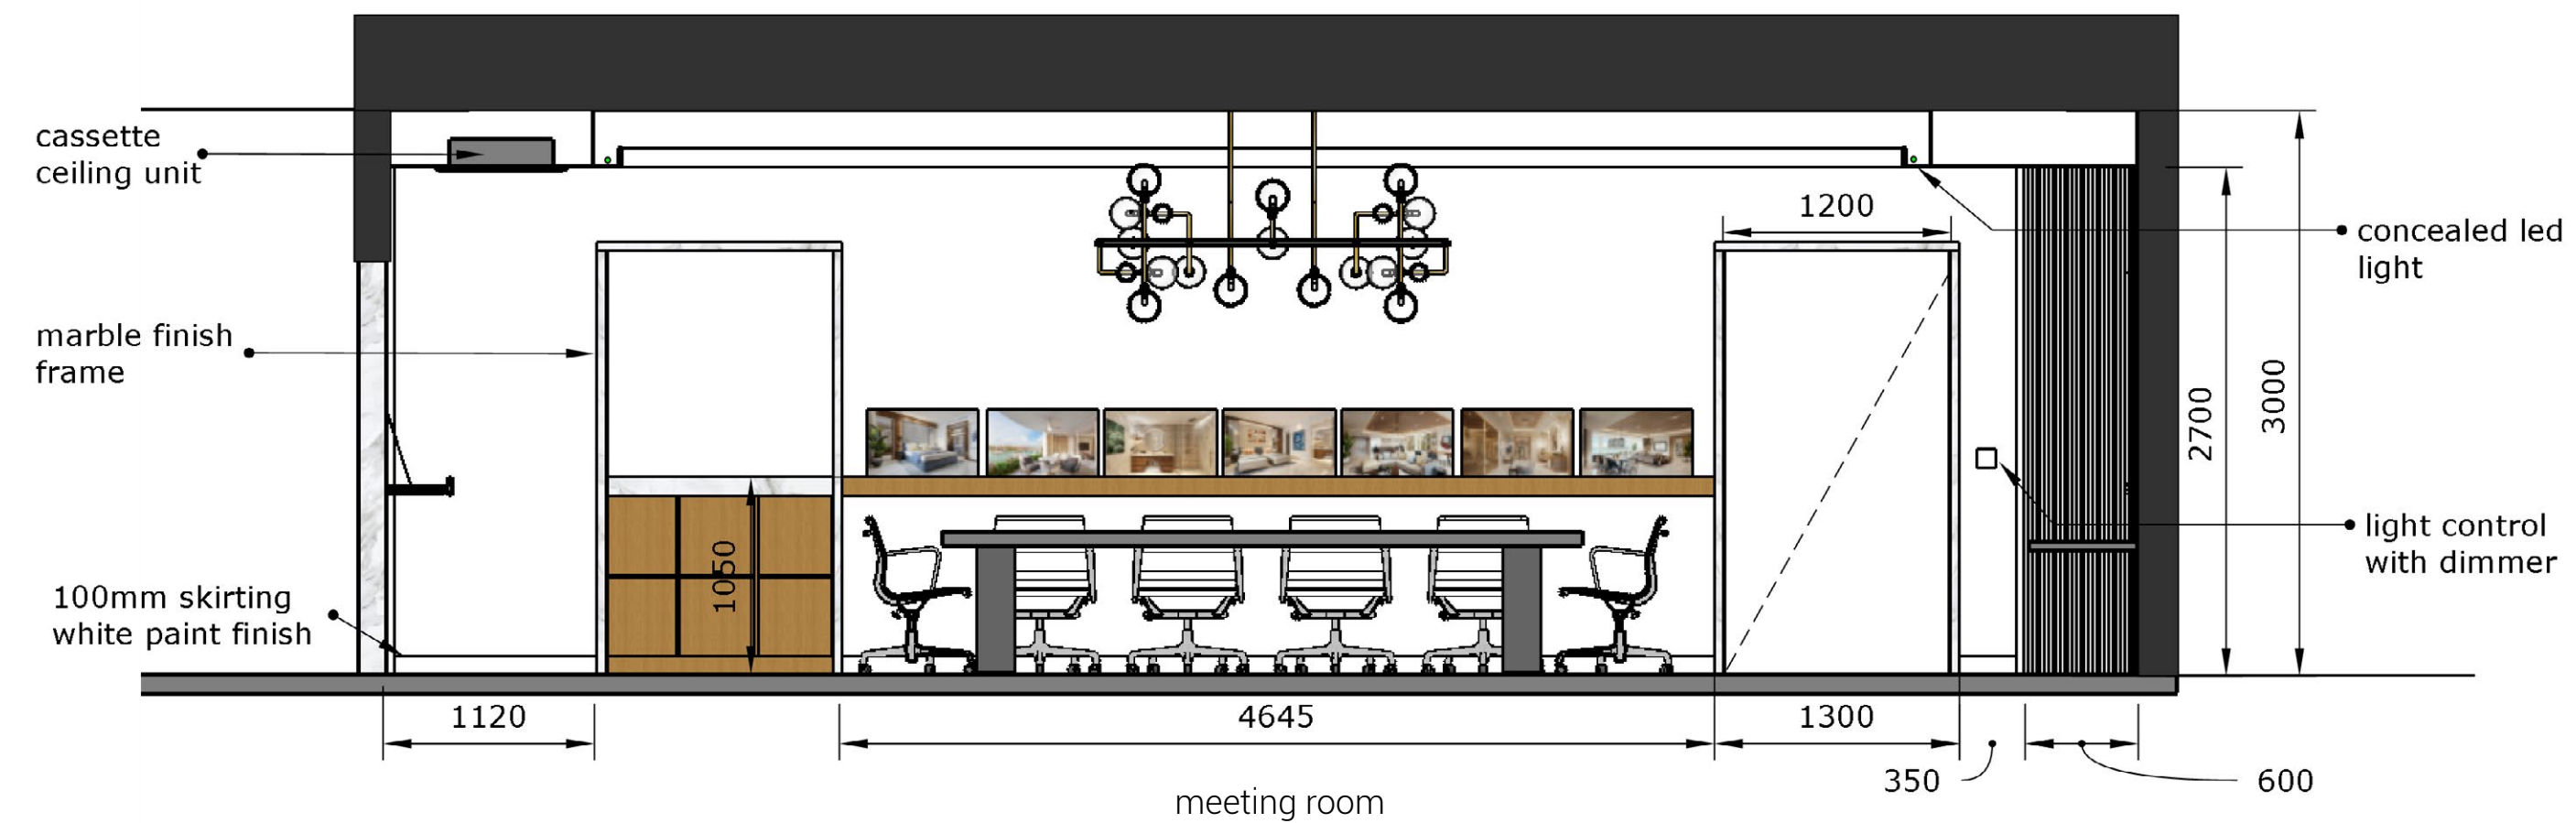 cassette
ceiling unit
marble finish
frame
100mm skirting
white paint finish
1200
concealed led
light
2700
3000
light control
with dimmer
1050
1120
4645
1300
350
600
meeting room